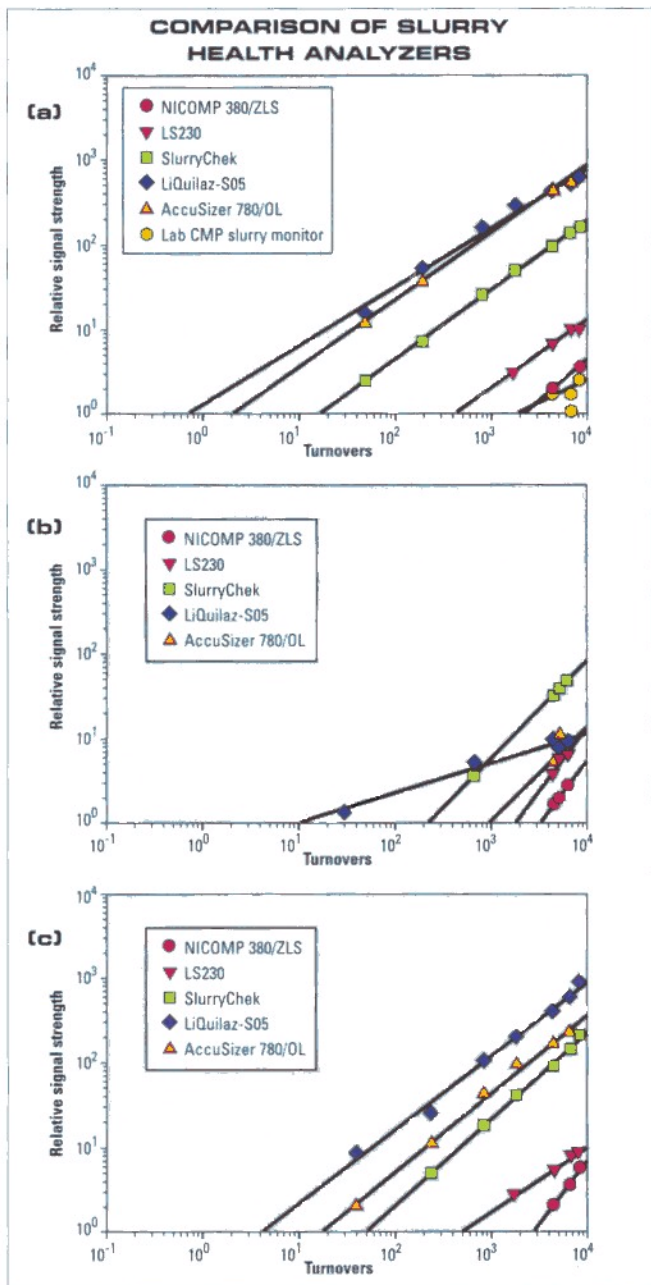 COMPARISON OF SLURRY
HEALTH ANALYZERS
(a)
Relative signal strength
10^4
10^3
10^2
10^1
10^0
NICOMP 380/ZLS
LS230
SlurryChek
LiQuilaz-S05
AccuSizer 780/OL
Lab CMP slurry monitor
10^-1 10^0 10^1 10^2 10^3 10^4
Turnovers
(b)
Relative signal strength
10^4
10^3
10^2
10^1
10^0
NICOMP 380/ZLS
LS230
SlurryChek
LiQuilaz-S05
AccuSizer 780/OL
10^-1 10^0 10^1 10^2 10^3 10^4
Turnovers
(c)
Relative signal strength
10^4
10^3
10^2
10^1
10^0
NICOMP 380/ZLS
LS230
SlurryChek
LiQuilaz-S05
AccuSizer 780/OL
10^-1 10^0 10^1 10^2 10^3 10^4
Turnovers